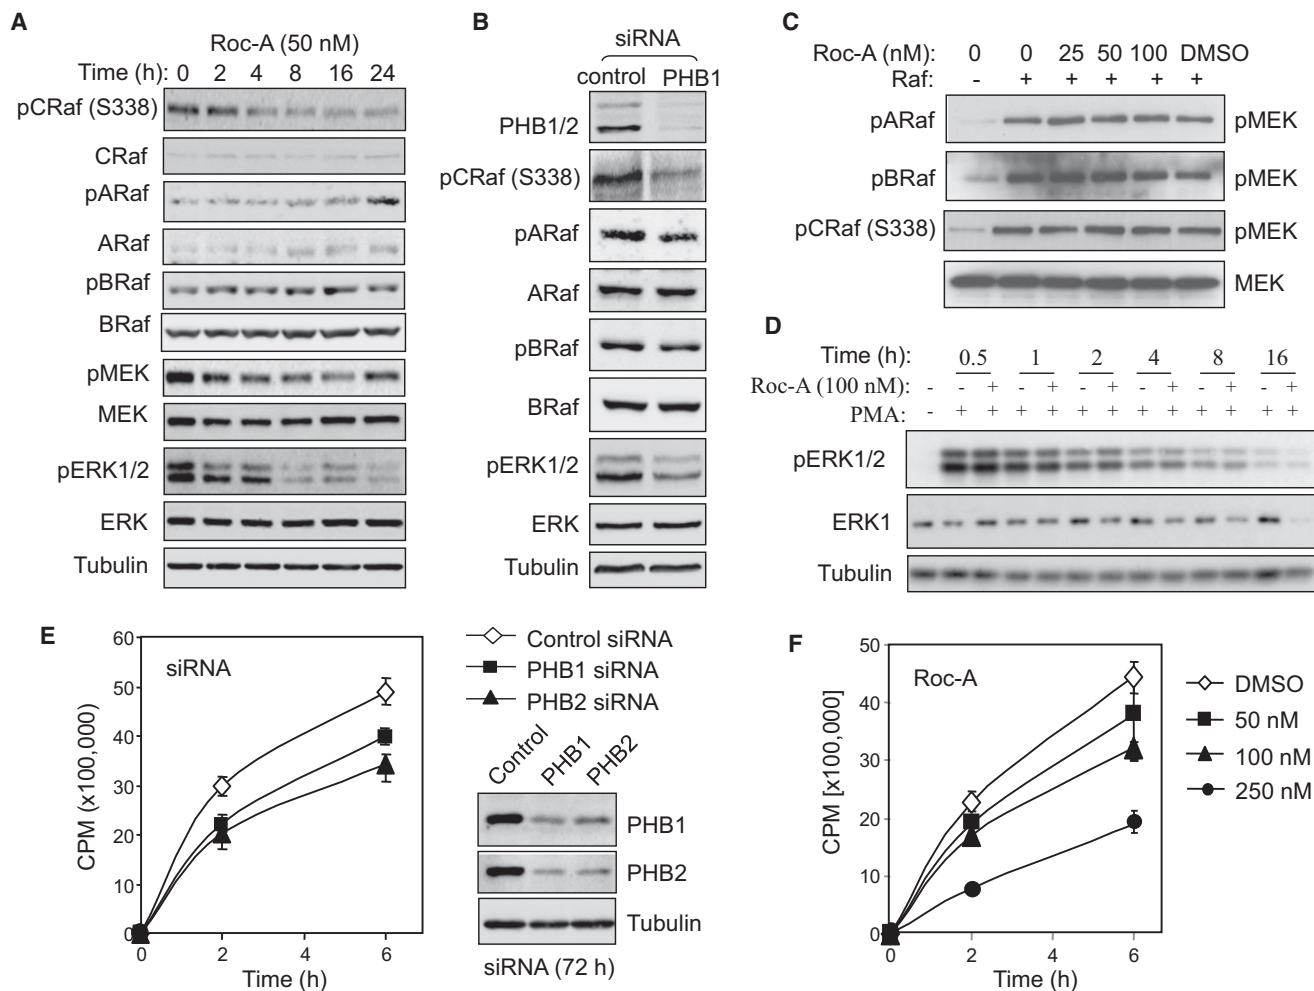 A
Roc-A (50 nM)
Time (h): 0 2 4 8 16 24
pCRaf (S338)
CRaf
pARaf
ARaf
pBRaf
BRaf
pMEK
MEK
pERK1/2
ERK
Tubulin
B
siRNA
control PHB1
PHB1/2
pCRaf (S338)
pARaf
ARaf
pBRaf
BRaf
pERK1/2
ERK
Tubulin
C
Roc-A (nM): 0 0 25 50 100 DMSO
Raf: - + + + + +
pARaf pMEK
pBRaf pMEK
pCRaf (S338) pMEK
MEK
D
Time (h): 0.5 1 2 4 8 16
Roc-A (100 nM): - - + - + - + - + - + - +
PMA: - + + + + + + + + + + + +
pERK1/2
ERK1
Tubulin
E
siRNA
CPM (x100,000)
60
50
40
30
20
10
0
0 2 4 6
Time (h)
Control siRNA
PHB1 siRNA
PHB2 siRNA
Control PHB1 PHB2
PHB1
PHB2
Tubulin
siRNA (72 h)
F
Roc-A
CPM [x100,000]
50
40
30
20
10
0
0 2 4 6
Time (h)
DMSO
50 nM
100 nM
250 nM